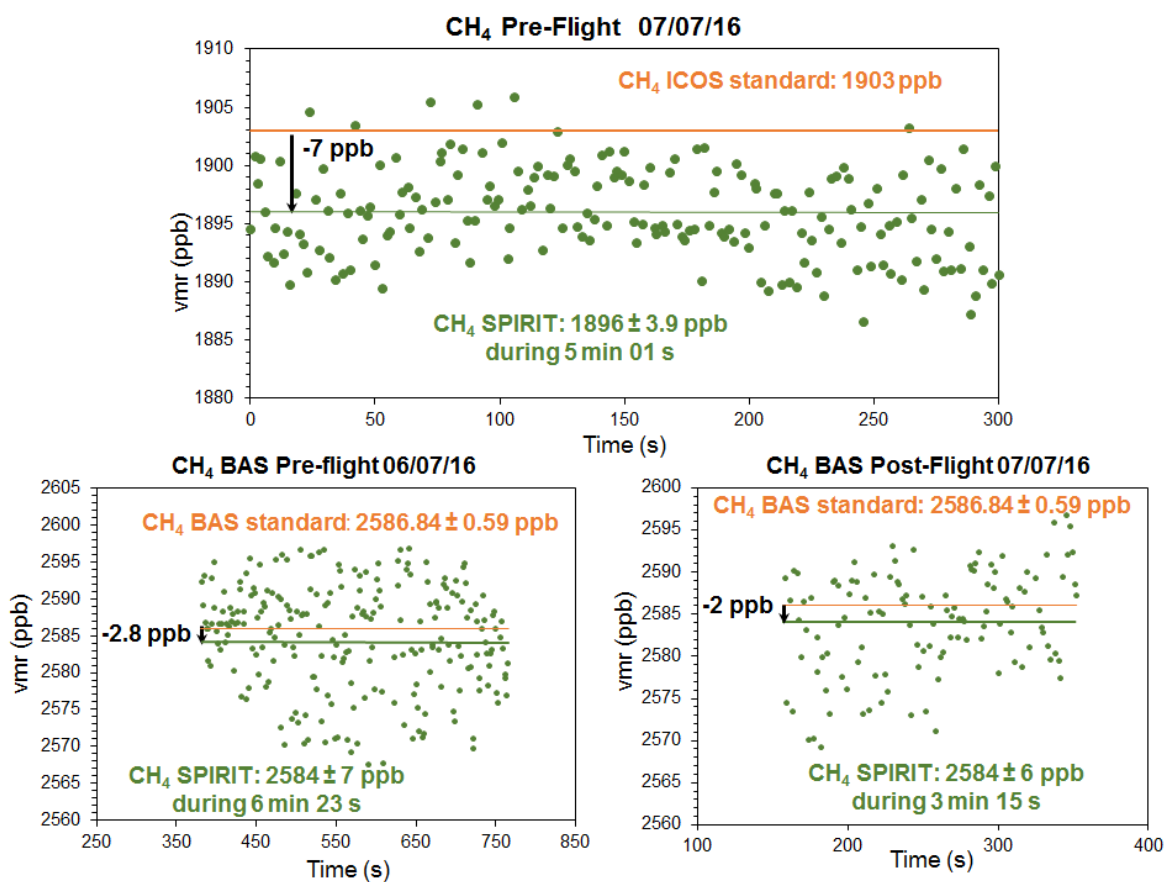 CH₄ Pre-Flight 07/07/16
1910
1905
1900
1895
1890
1885
1880
vmr (ppb)
CH₄ ICOS standard: 1903 ppb
-7 ppb
CH₄ SPIRIT: 1896 ± 3.9 ppb
during 5 min 01 s
0 50 100 150 200 250 300
Time (s)
CH₄ BAS Pre-flight 06/07/16
2605
2600
2595
2590
2585
2580
2575
2570
2565
2560
vmr (ppb)
CH₄ BAS standard: 2586.84 ± 0.59 ppb
-2.8 ppb
CH₄ SPIRIT: 2584 ± 7 ppb
during 6 min 23 s
250 350 450 550 650 750 850
Time (s)
CH₄ BAS Post-Flight 07/07/16
2600
2590
2580
2570
2560
vmr (ppb)
CH₄ BAS standard: 2586.84 ± 0.59 ppb
-2 ppb
CH₄ SPIRIT: 2584 ± 6 ppb
during 3 min 15 s
100 200 300 400
Time (s)